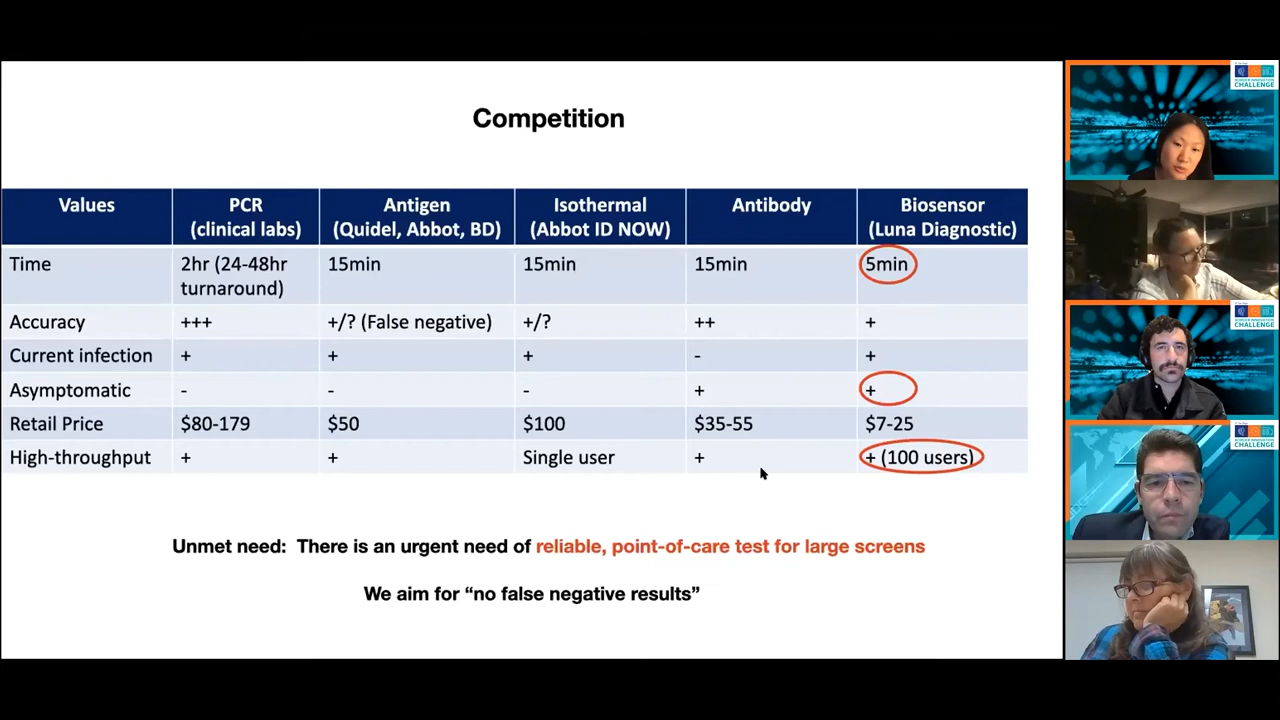 Competition
Values PCR Antigen Isothermal Antibody Biosensor
(clinical labs) (Quidel, Abbot, BD) (Abbot ID NOW) (Luna Diagnostic)
Time 2hr (24-48hr 15min 15min 15min 5min
turnaround)
Accuracy +++ +/? (False negative) +/? ++ +
Current infection + + + - +
Asymptomatic - - - + +
Retail Price $80-179 $50 $100 $35-55 $7-25
High-throughput + + Single user + + (100 users)
Unmet need: There is an urgent need of reliable, point-of-care test for large screens
We aim for “no false negative results”
CHALLENGE
CHALLENGE
CHALLENGE